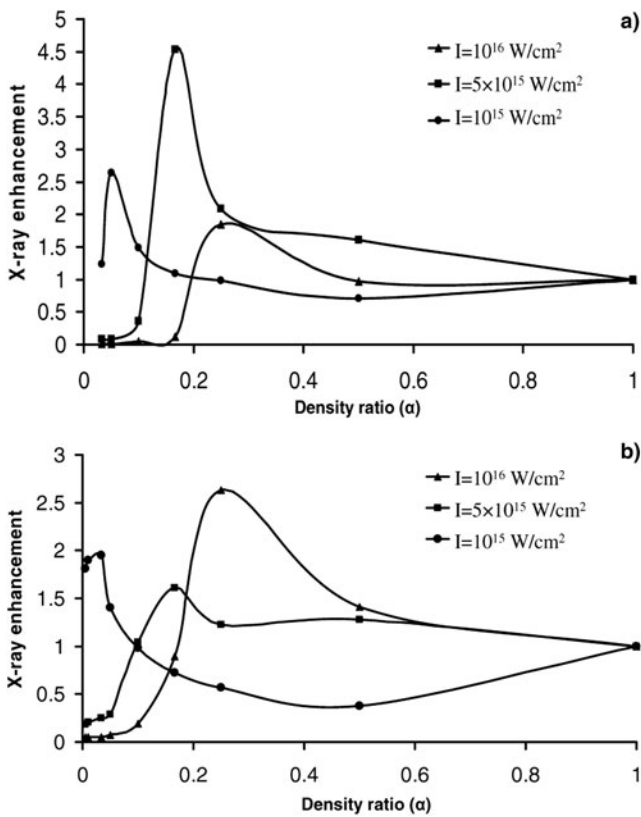 a)
5
4.5
4
3.5
3
2.5
2
1.5
1
0.5
0
X-ray enhancement
I=10¹⁶ W/cm²
I=5×10¹⁵ W/cm²
I=10¹⁵ W/cm²
0 0.2 0.4 0.6 0.8 1
Density ratio (α)
b)
3
2.5
2
1.5
1
0.5
0
X-ray enhancement
I=10¹⁶ W/cm²
I=5×10¹⁵ W/cm²
I=10¹⁵ W/cm²
0 0.2 0.4 0.6 0.8 1
Density ratio (α)